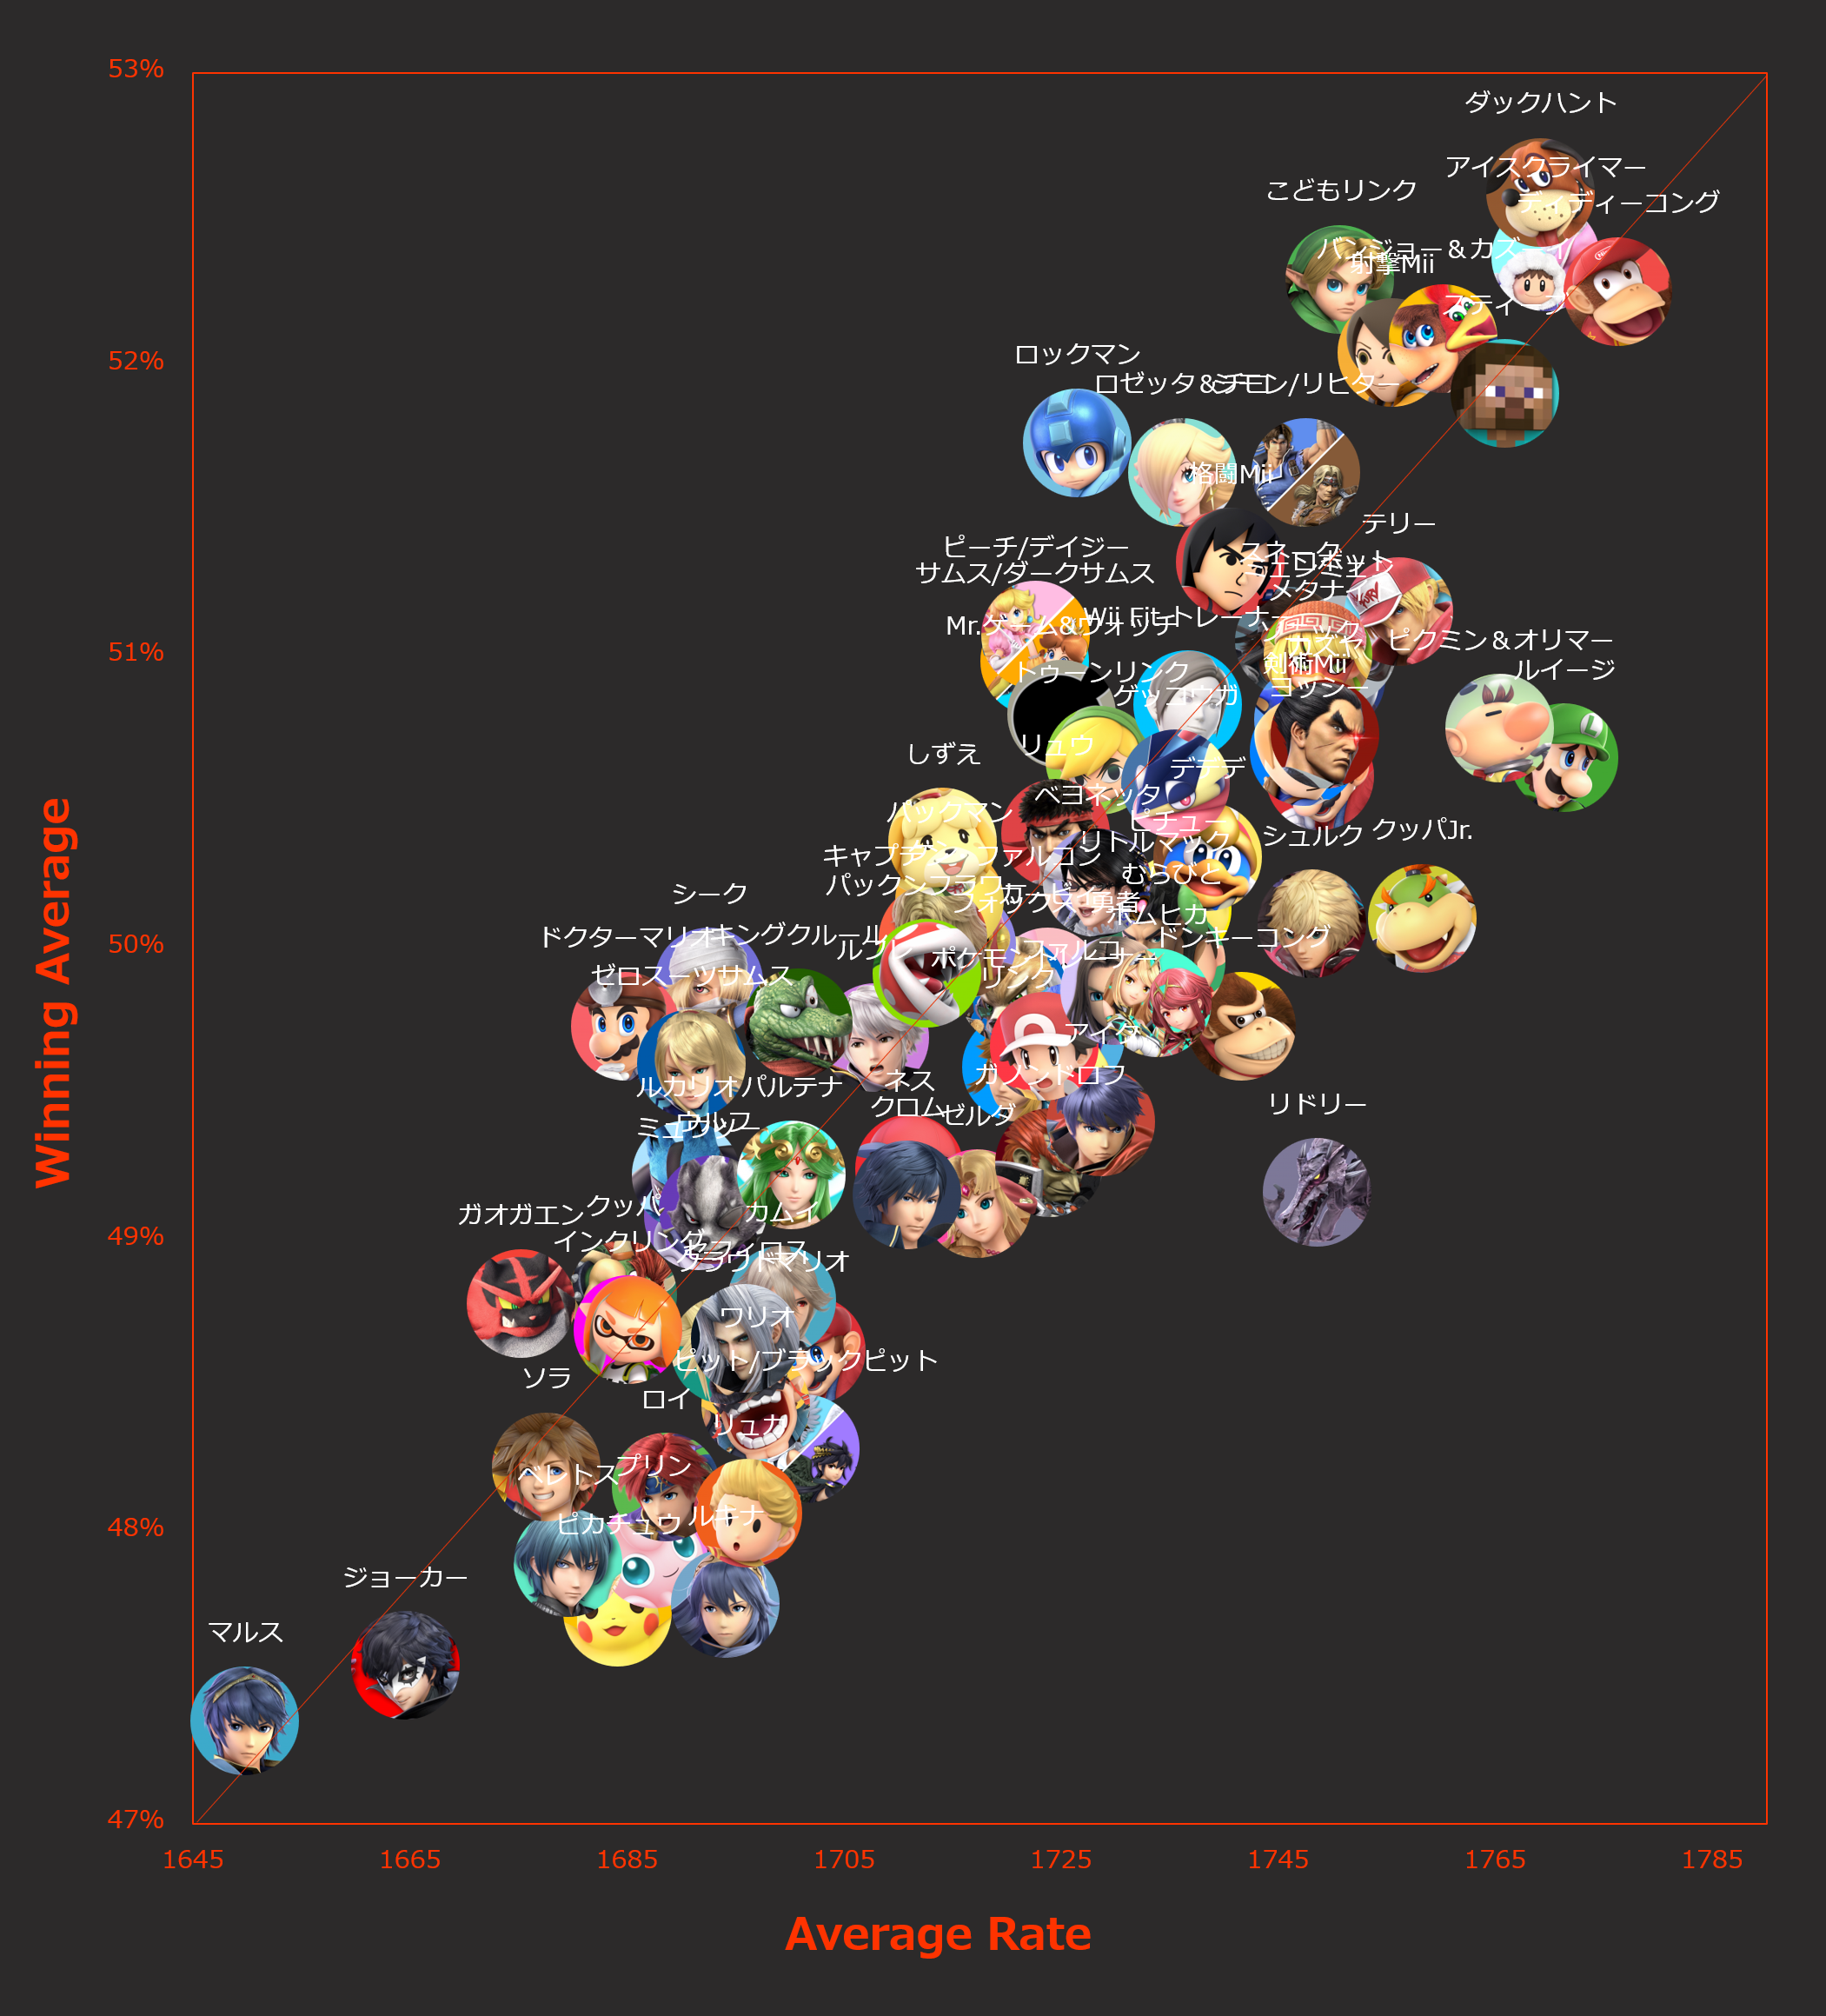 53%
52%
51%
50%
49%
48%
47%
Winning Average
ダックハント
アイスクライマー
こどもリンク
ディディーコング
バンジョー＆カズーイ
射撃Mii
スティーブ
ロックマン
ロゼッタ＆チコ
シモン/リヒター
格闘Mii
テリー
ピーチ/デイジー
スネーク
ロボット
ミェンミェン
サムス/ダークサムス
メタナイト
Wii Fit トレーナー
Mr.ゲーム&ウォッチ
ソニック
カズヤ
ピクミン＆オリマー
剣術Mii
ルイージ
トゥーンリンク
ヨッシー
ゲッコウガ
リュウ
しずえ
デデデ
ベヨネッタ
パックマン
ピチュー
クッパJr.
シュルク
リトルマック
キャプテン・ファルコン
むらびと
パックンフラワー
シーク
フォックス
カービィ
勇者
ホムヒカ
ドクターマリオ
キングクルール
ドンキーコング
ルフレ
ファルコ
ポケモントレーナー
ゼロスーツサムス
リンク
アイク
ガノンドロフ
ネス
ルカリオ
パルテナ
クロム
リドリー
ゼルダ
ウルフ
ミュウツー
クッパ
カムイ
ガオガエン
インクリング
セフィロス
クラウド
マリオ
ワリオ
ピット/ブラックピット
ソラ
ロイ
リュカ
プリン
ベレトス
ルキナ
ピカチュウ
ジョーカー
マルス
1645
1665
1685
1705
1725
1745
1765
1785
Average Rate